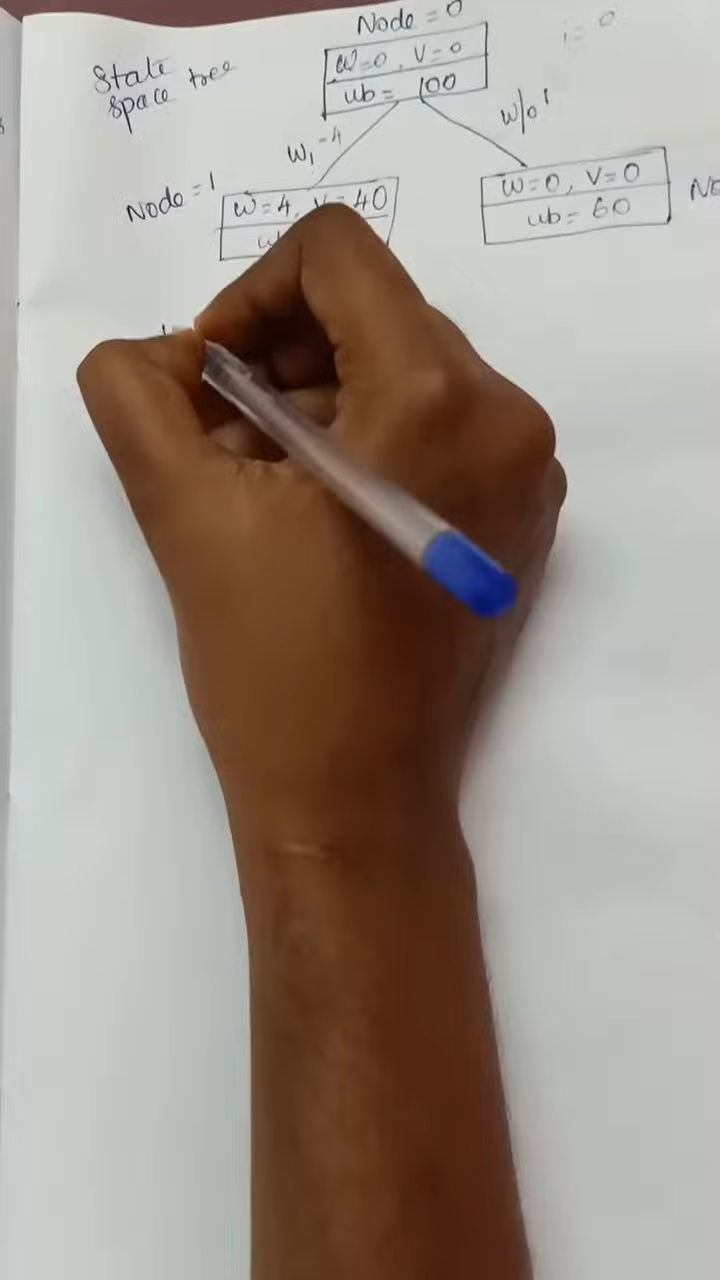 Node = 0
i = 0
State space tree
w=0, v=0
ub= 100
w1=4
w/o 1
Node = 1
w=4, v=40
w=0, v=0
ub= 60